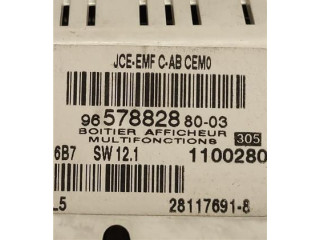 JCE-EMF C-AB CEM0
96 578828 80-03
BOITIER AFFICHEUR 305
MULTIFONCTIONS
6B7 SW 12.1 1100280
L5 28117691-8